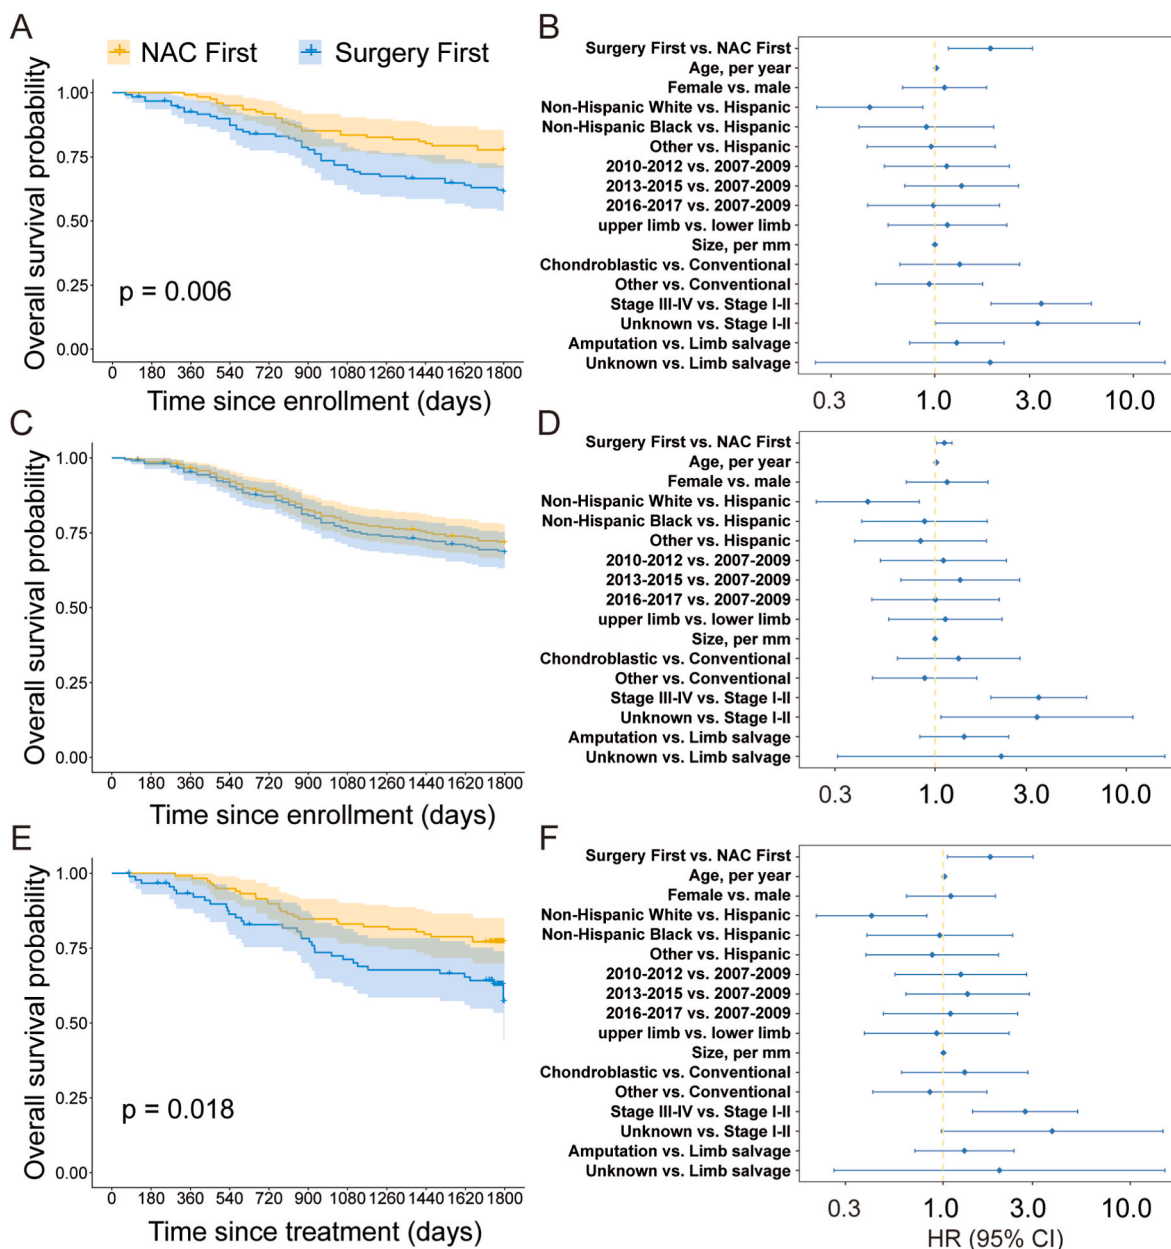 A
NAC First
Surgery First
Overall survival probability
1.00
0.75
0.50
0.25
0.00
p = 0.006
0 180 360 540 720 900 1080 1260 1440 1620 1800
Time since enrollment (days)
B
Surgery First vs. NAC First
Age, per year
Female vs. male
Non-Hispanic White vs. Hispanic
Non-Hispanic Black vs. Hispanic
Other vs. Hispanic
2010-2012 vs. 2007-2009
2013-2015 vs. 2007-2009
2016-2017 vs. 2007-2009
upper limb vs. lower limb
Size, per mm
Chondroblastic vs. Conventional
Other vs. Conventional
Stage III-IV vs. Stage I-II
Unknown vs. Stage I-II
Amputation vs. Limb salvage
Unknown vs. Limb salvage
0.3 1.0 3.0 10.0
C
Overall survival probability
1.00
0.75
0.50
0.25
0.00
0 180 360 540 720 900 1080 1260 1440 1620 1800
Time since enrollment (days)
D
Surgery First vs. NAC First
Age, per year
Female vs. male
Non-Hispanic White vs. Hispanic
Non-Hispanic Black vs. Hispanic
Other vs. Hispanic
2010-2012 vs. 2007-2009
2013-2015 vs. 2007-2009
2016-2017 vs. 2007-2009
upper limb vs. lower limb
Size, per mm
Chondroblastic vs. Conventional
Other vs. Conventional
Stage III-IV vs. Stage I-II
Unknown vs. Stage I-II
Amputation vs. Limb salvage
Unknown vs. Limb salvage
0.3 1.0 3.0 10.0
E
Overall survival probability
1.00
0.75
0.50
0.25
0.00
p = 0.018
0 180 360 540 720 900 1080 1260 1440 1620 1800
Time since treatment (days)
F
Surgery First vs. NAC First
Age, per year
Female vs. male
Non-Hispanic White vs. Hispanic
Non-Hispanic Black vs. Hispanic
Other vs. Hispanic
2010-2012 vs. 2007-2009
2013-2015 vs. 2007-2009
2016-2017 vs. 2007-2009
upper limb vs. lower limb
Size, per mm
Chondroblastic vs. Conventional
Other vs. Conventional
Stage III-IV vs. Stage I-II
Unknown vs. Stage I-II
Amputation vs. Limb salvage
Unknown vs. Limb salvage
0.3 1.0 3.0 10.0
HR (95% CI)